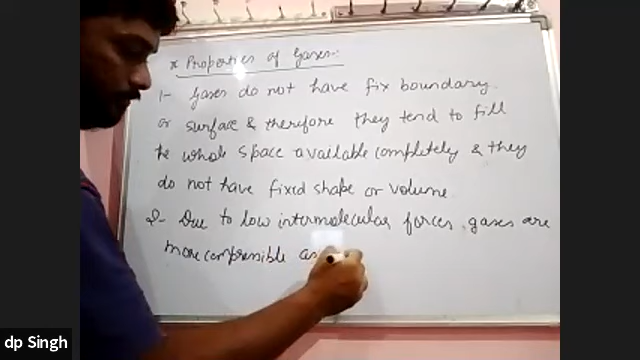 * Properties of Gases:-
1- Gases do not have fix boundary.
or surface & therefore they tend to fill
the whole space available completely & they
do not have fixed shape or volume.
2- Due to low intermolecular forces, gases are
more compressible as
dp Singh